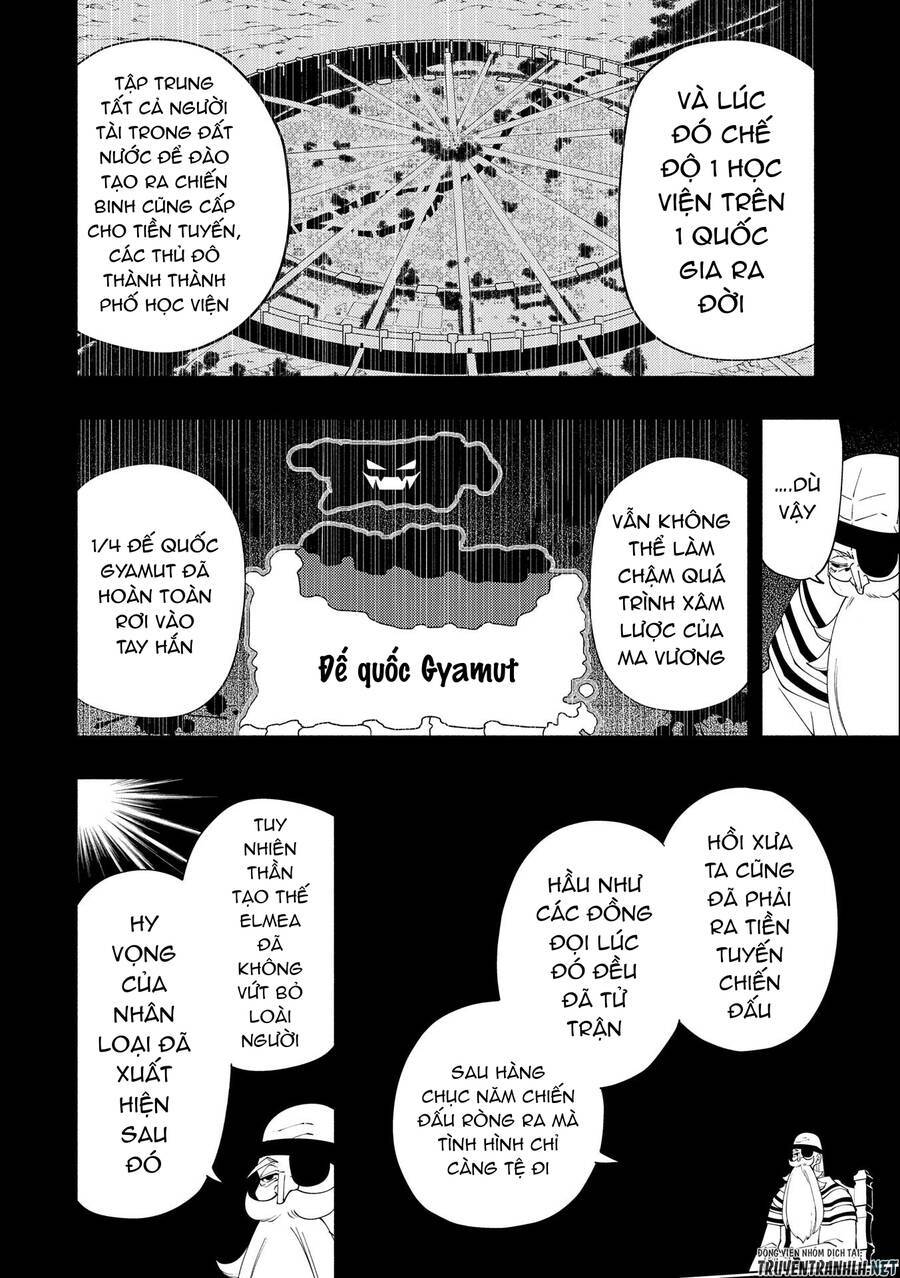 VÀ LÚC
ĐÓ CHẾ
ĐỘ 1 HỌC
VIỆN TRÊN
1 QUỐC
GIA RA
ĐỜI
TẬP TRUNG
TẤT CẢ NGƯỜI
TÀI TRONG ĐẤT
NƯỚC ĐỂ ĐÀO
TẠO RA CHIẾN
BINH CŨNG CẤP
CHO TIỀN TUYẾN,
CÁC THỦ ĐÔ
THÀNH THÀNH
PHỐ HỌC VIỆN
....DÙ
VẬY
VẪN KHÔNG
THỂ LÀM
CHẬM QUÁ
TRÌNH XÂM
LƯỢC CỦA
MA VƯƠNG
Đế quốc Gyamut
1/4 ĐẾ QUỐC
GYAMUT ĐÃ
HOÀN TOÀN
RƠI VÀO
TAY HẮN
HỒI XƯA
TA CŨNG
ĐÃ PHẢI
RA TIỀN
TUYẾN
CHIẾN
ĐẤU
HẦU NHƯ
CÁC ĐỒNG
ĐỘI LÚC
ĐÓ ĐỀU
ĐÃ TỬ
TRẬN
SAU HÀNG
CHỤC NĂM CHIẾN
ĐẤU RÒNG RA MÀ
TÌNH HÌNH CHỈ
CÀNG TỆ ĐI
TUY
NHIÊN
THẦN
TẠO THẾ
ELMEA
ĐÃ
KHÔNG
VỨT BỎ
LOÀI
NGƯỜI
HY
VỌNG
CỦA
NHÂN
LOẠI ĐÃ
XUẤT
HIỆN
SAU
ĐÓ
ĐỘNG VIÊN NHÓM DỊCH TẠI:
TRUYENTRANHLH.NET